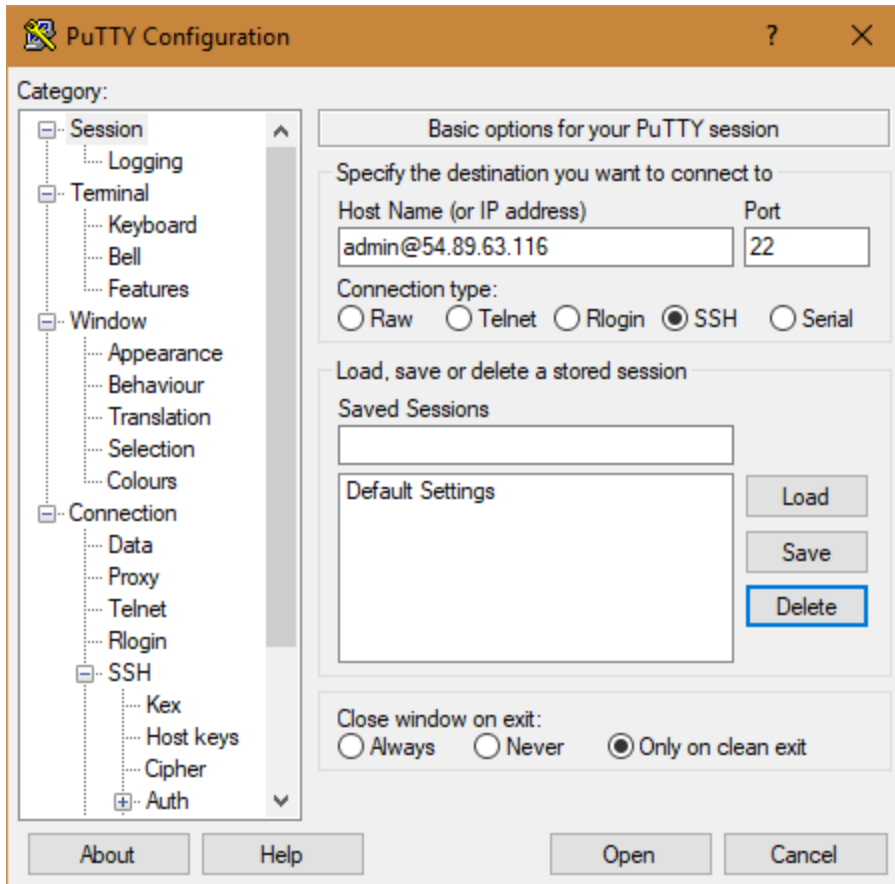 PuTTY Configuration
?
Category:
Session
Logging
Terminal
Keyboard
Bell
Features
Window
Appearance
Behaviour
Translation
Selection
Colours
Connection
Data
Proxy
Telnet
Rlogin
SSH
Kex
Host keys
Cipher
Auth
Basic options for your PuTTY session
Specify the destination you want to connect to
Host Name (or IP address) Port
admin@54.89.63.116 22
Connection type:
Raw Telnet Rlogin SSH Serial
Load, save or delete a stored session
Saved Sessions
Default Settings
Load
Save
Delete
Close window on exit:
Always Never Only on clean exit
About Help Open Cancel